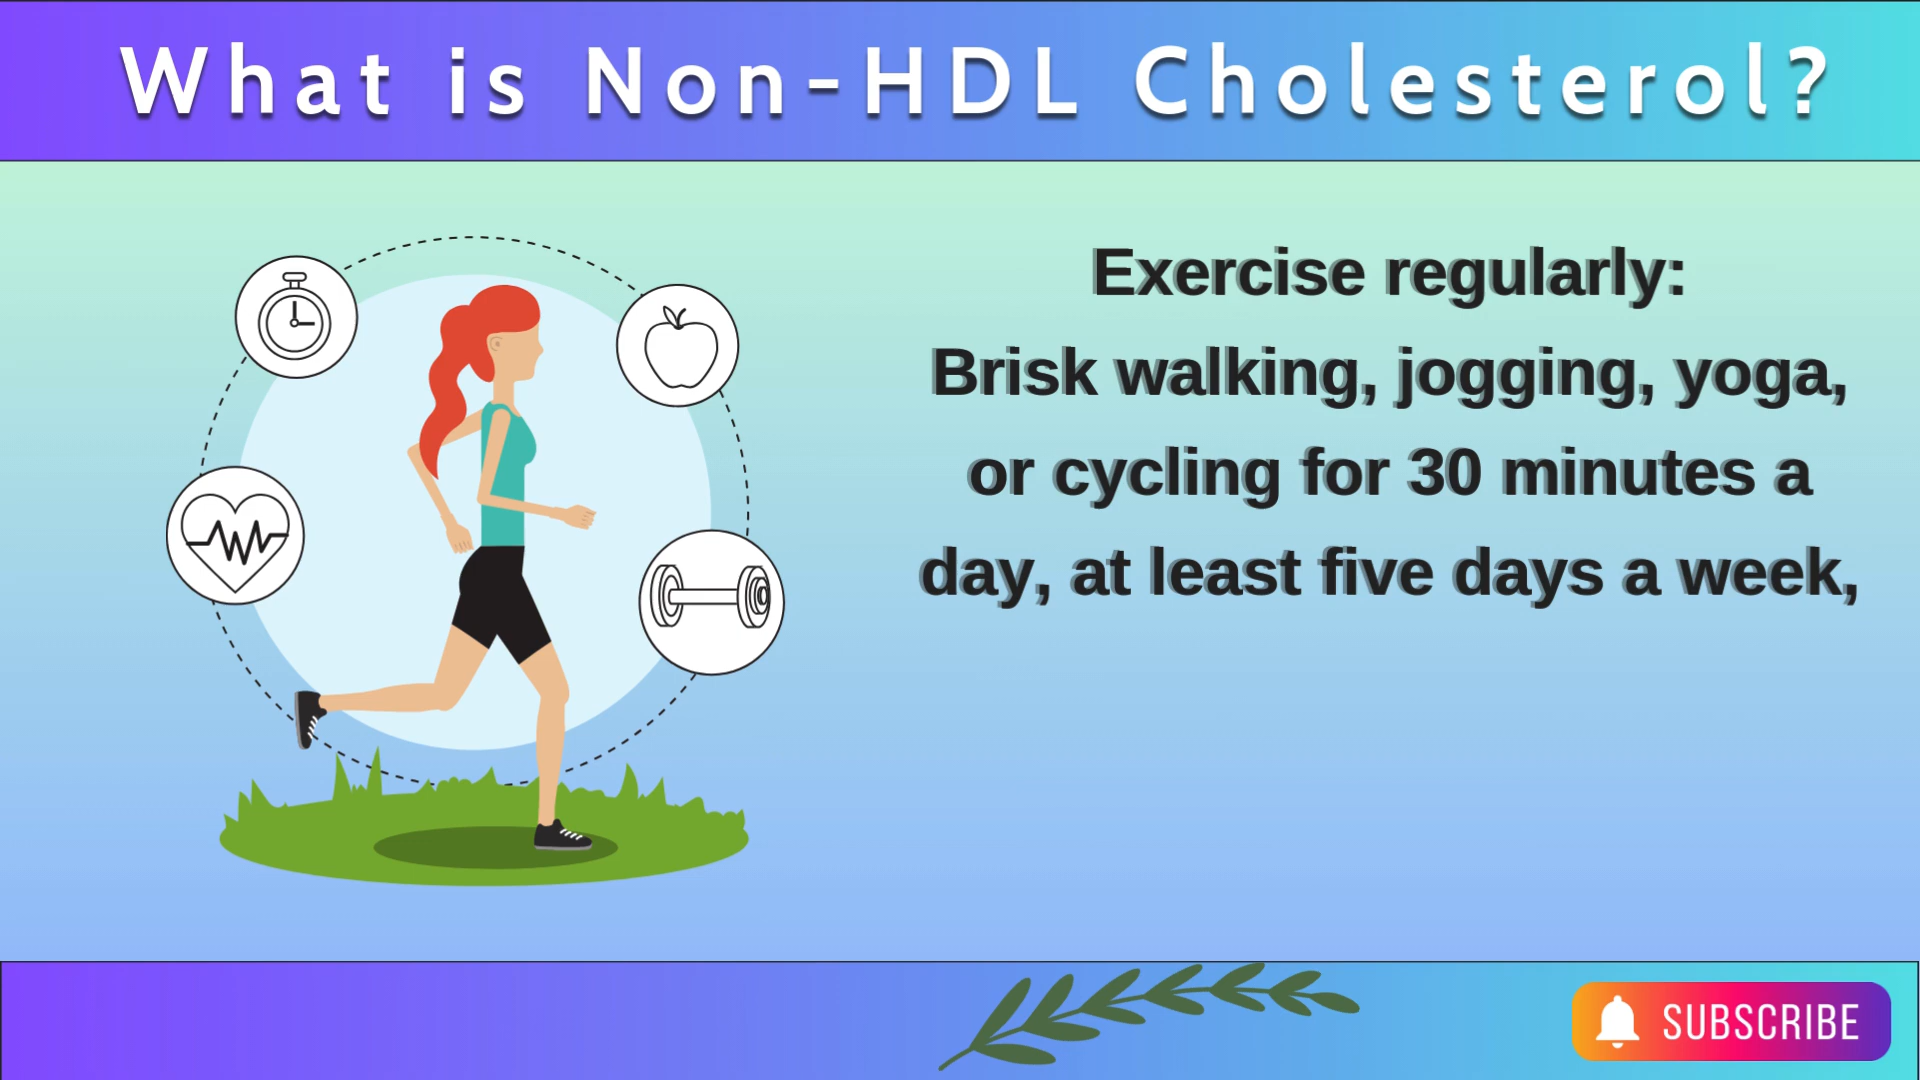 What is Non-HDL Cholesterol?
Exercise regularly:
Brisk walking, jogging, yoga,
or cycling for 30 minutes a
day, at least five days a week,
SUBSCRIBE